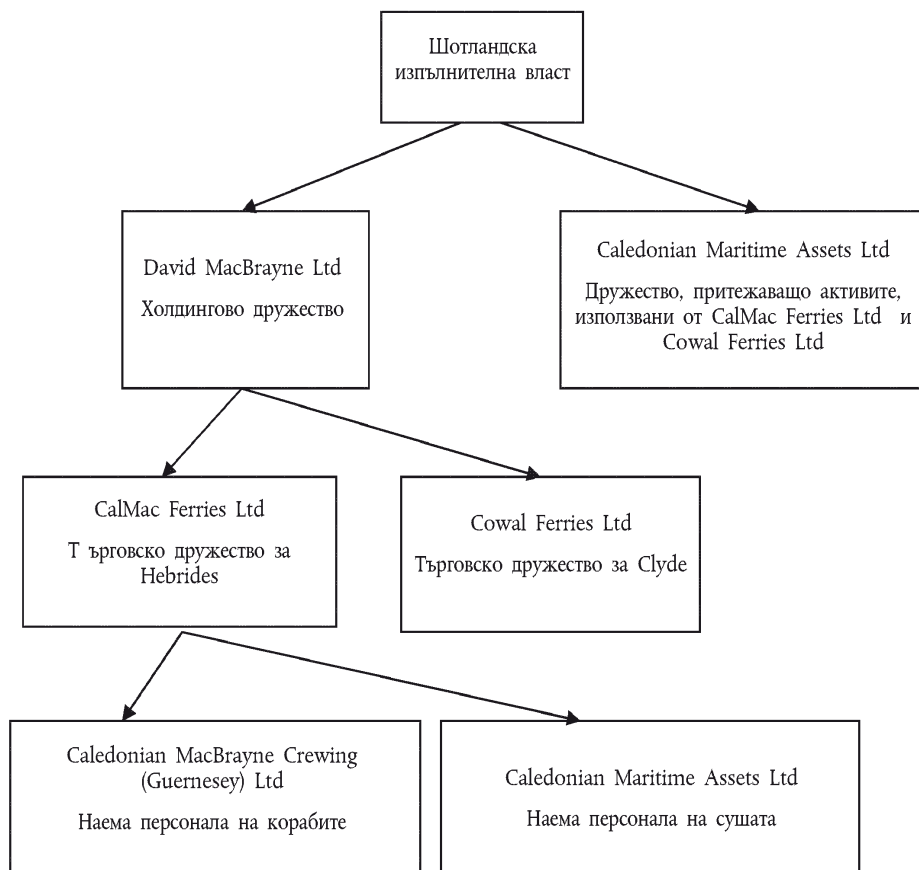 Шотландска
изпълнителна власт
David MacBrayne Ltd
Холдингово дружество
Caledonian Maritime Assets Ltd
Дружество, притежаващо активите,
използвани от CalMac Ferries Ltd и
Cowal Ferries Ltd
CalMac Ferries Ltd
Т ърговско дружество за
Hebrides
Cowal Ferries Ltd
Търговско дружество за Clyde
Caledonian MacBrayne Crewing
(Guernesey) Ltd
Наема персонала на корабите
Caledonian Maritime Assets Ltd
Наема персонала на сушата